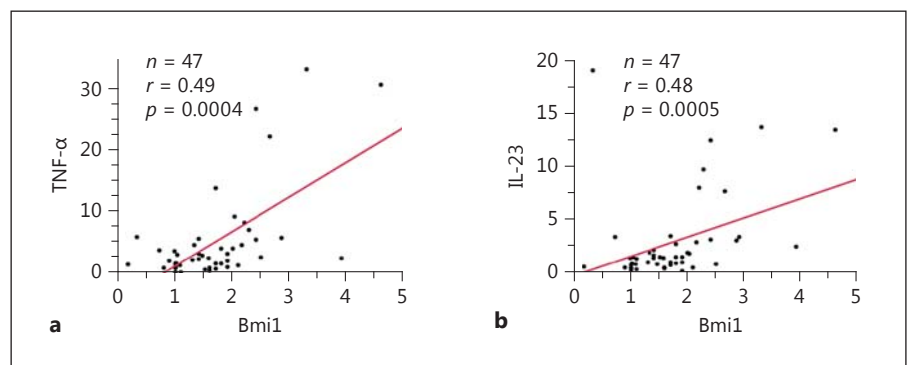 n = 47
r = 0.49
p = 0.0004
TNF-α
30
20
10
0
0 1 2 3 4 5
Bmi1
a
n = 47
r = 0.48
p = 0.0005
IL-23
20
15
10
5
0
0 1 2 3 4 5
Bmi1
b